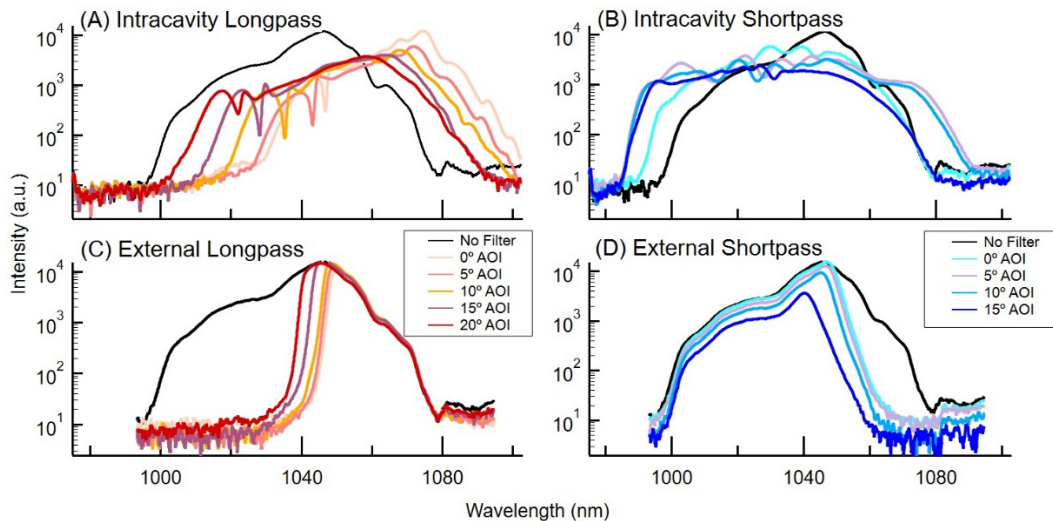 (A) Intracavity Longpass
(B) Intracavity Shortpass
10⁴
10³
10²
10¹
10⁴
10³
10²
10¹
Intensity (a.u.)
(C) External Longpass
No Filter
0º AOI
5º AOI
10º AOI
15º AOI
20º AOI
(D) External Shortpass
No Filter
0º AOI
5º AOI
10º AOI
15º AOI
10⁴
10³
10²
10¹
10⁴
10³
10²
10¹
1000 1040 1080
1000 1040 1080
Wavelength (nm)